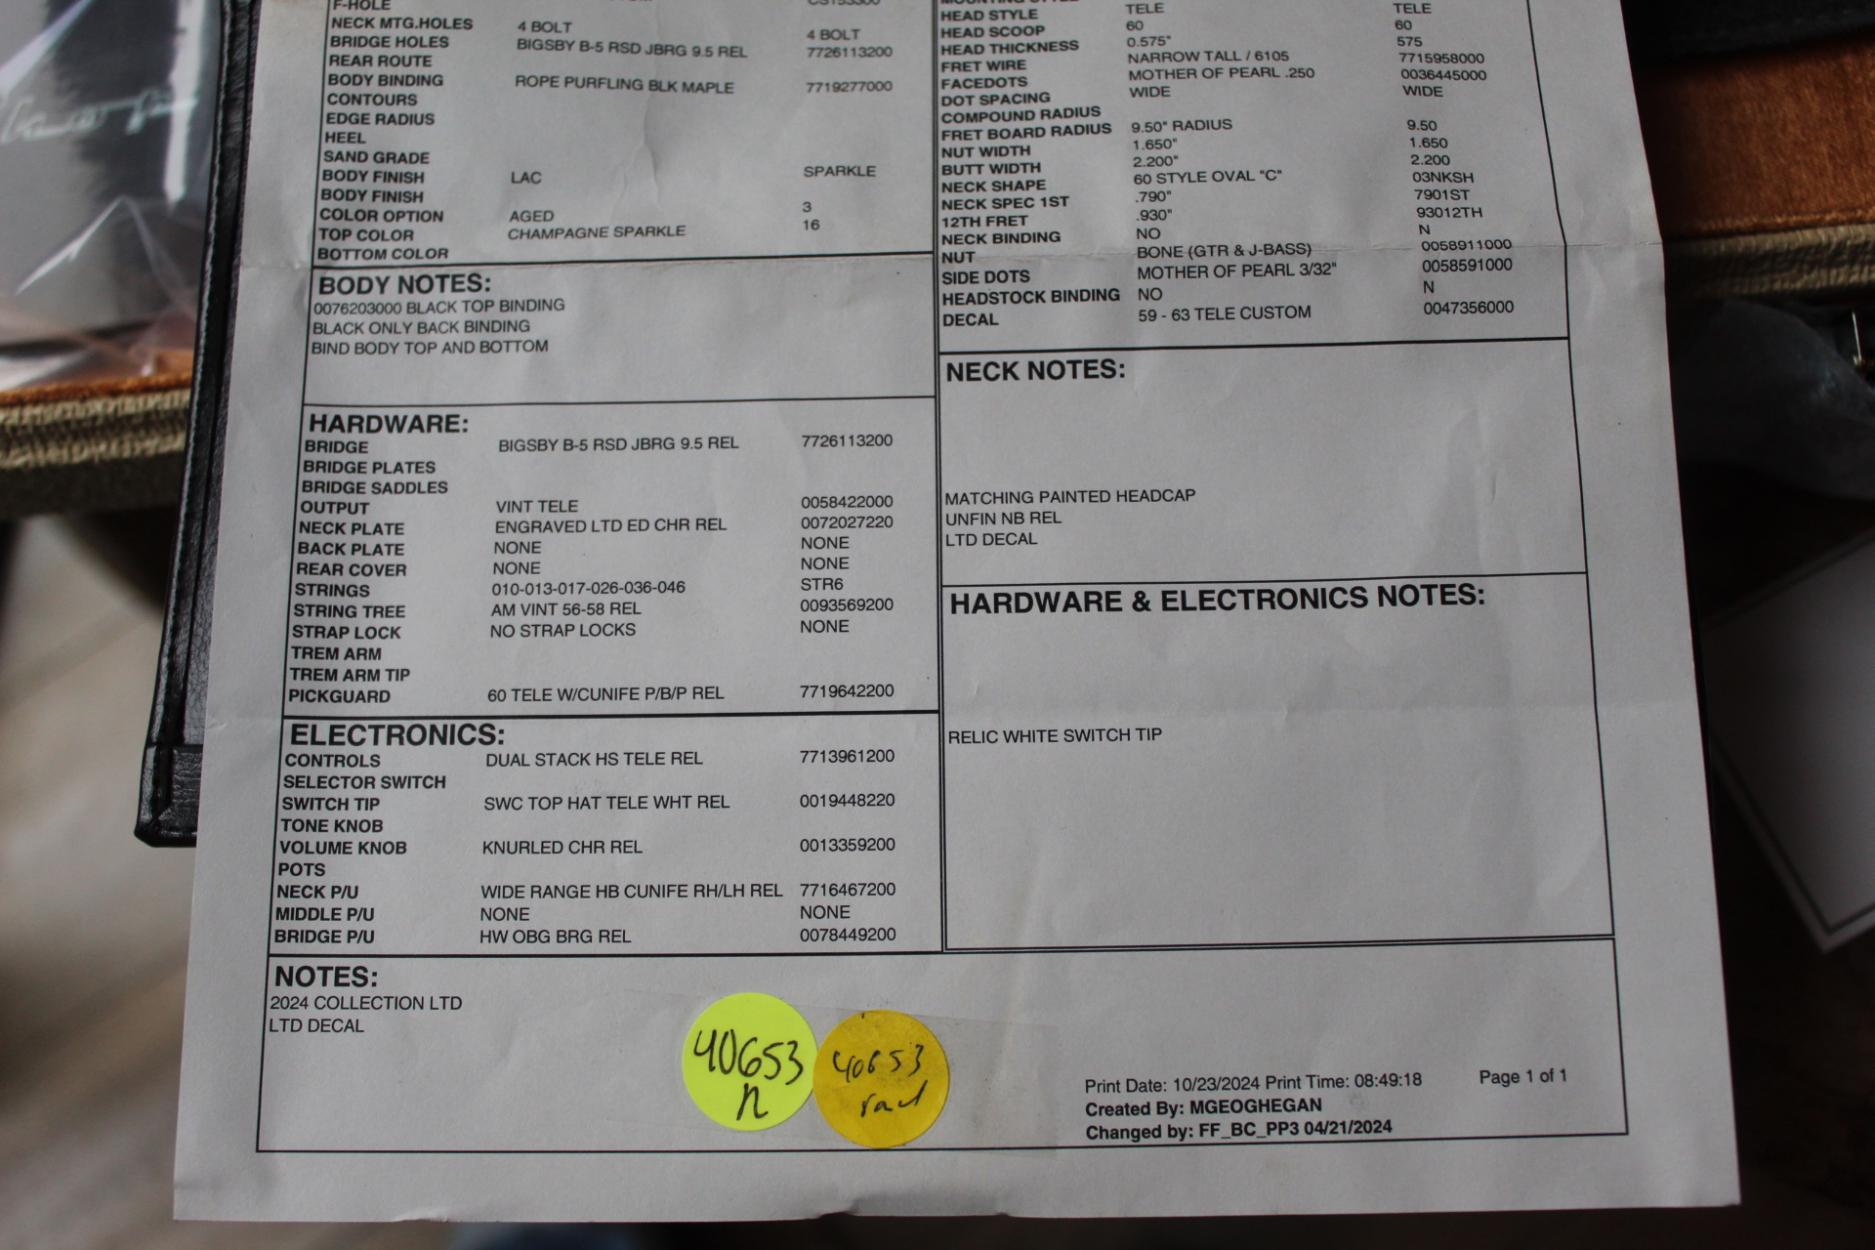 F-HOLE
NECK MTG.HOLES 4 BOLT 4 BOLT
BRIDGE HOLES BIGSBY B-5 RSD JBRG 9.5 REL 7726113200
REAR ROUTE
BODY BINDING ROPE PURFLING BLK MAPLE 7719277000
CONTOURS
EDGE RADIUS
HEEL
SAND GRADE
BODY FINISH LAC SPARKLE
BODY FINISH
COLOR OPTION AGED 3
TOP COLOR CHAMPAGNE SPARKLE 16
BOTTOM COLOR
BODY NOTES:
0076203000 BLACK TOP BINDING
BLACK ONLY BACK BINDING
BIND BODY TOP AND BOTTOM
HARDWARE:
BRIDGE BIGSBY B-5 RSD JBRG 9.5 REL 7726113200
BRIDGE PLATES
BRIDGE SADDLES
OUTPUT VINT TELE 0058422000
NECK PLATE ENGRAVED LTD ED CHR REL 0072027220
BACK PLATE NONE NONE
REAR COVER NONE NONE
STRINGS 010-013-017-026-036-046 STR6
STRING TREE AM VINT 56-58 REL 0093569200
STRAP LOCK NO STRAP LOCKS NONE
TREM ARM
TREM ARM TIP
PICKGUARD 60 TELE W/CUNIFE P/B/P REL 7719642200
ELECTRONICS:
CONTROLS DUAL STACK HS TELE REL 7713961200
SELECTOR SWITCH
SWITCH TIP SWC TOP HAT TELE WHT REL 0019448220
TONE KNOB
VOLUME KNOB KNURLED CHR REL 0013359200
POTS
NECK P/U WIDE RANGE HB CUNIFE RH/LH REL 7716467200
MIDDLE P/U NONE NONE
BRIDGE P/U HW OBG BRG REL 0078449200
HEAD STYLE TELE TELE
HEAD SCOOP 60 60
HEAD THICKNESS 0.575" 575
FRET WIRE NARROW TALL / 6105 7715958000
FACEDOTS MOTHER OF PEARL .250 0036445000
DOT SPACING WIDE WIDE
COMPOUND RADIUS
FRET BOARD RADIUS 9.50" RADIUS 9.50
NUT WIDTH 1.650" 1.650
BUTT WIDTH 2.200" 2.200
NECK SHAPE 60 STYLE OVAL "C" 03NKSH
NECK SPEC 1ST .790" 7901ST
12TH FRET .930" 93012TH
NECK BINDING NO N
NUT BONE (GTR & J-BASS) 0058911000
SIDE DOTS MOTHER OF PEARL 3/32" 0058591000
HEADSTOCK BINDING NO N
DECAL 59 - 63 TELE CUSTOM 0047356000
NECK NOTES:
MATCHING PAINTED HEADCAP
UNFIN NB REL
LTD DECAL
HARDWARE & ELECTRONICS NOTES:
RELIC WHITE SWITCH TIP
NOTES:
2024 COLLECTION LTD
LTD DECAL
40653
n
40653
Print Date: 10/23/2024 Print Time: 08:49:18 Page 1 of 1
Created By: MGEOGHEGAN
Changed by: FF_BC_PP3 04/21/2024